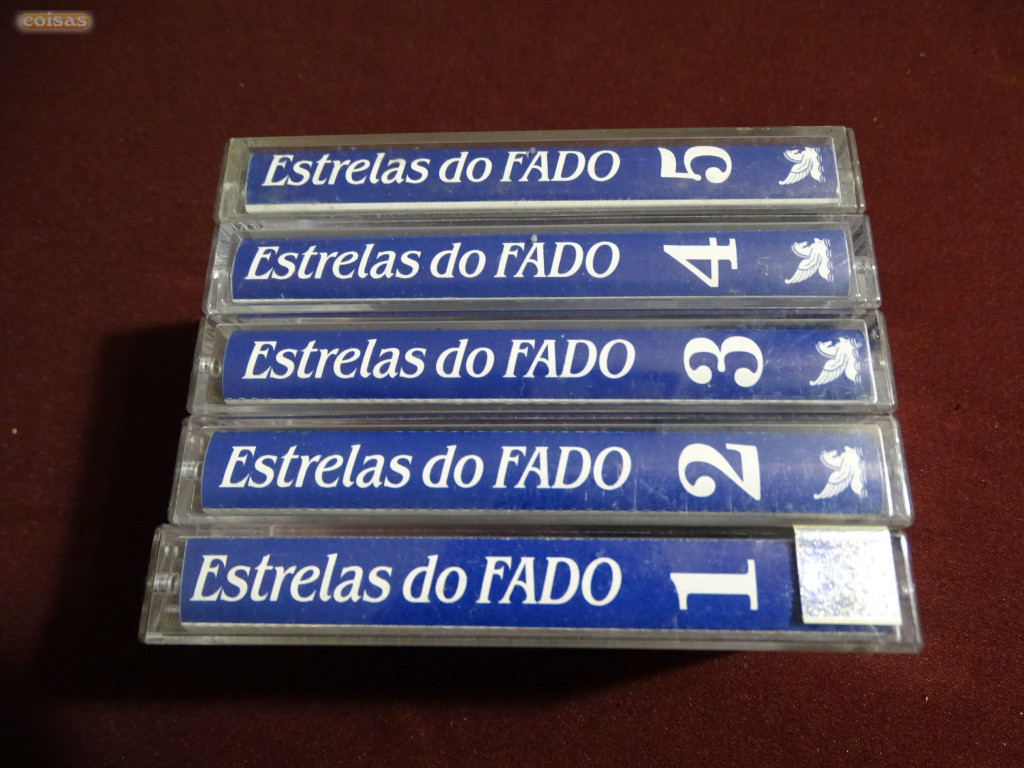 coisas
Estrelas do FADO 5
Estrelas do FADO 4
Estrelas do FADO 3
Estrelas do FADO 2
Estrelas do FADO 1